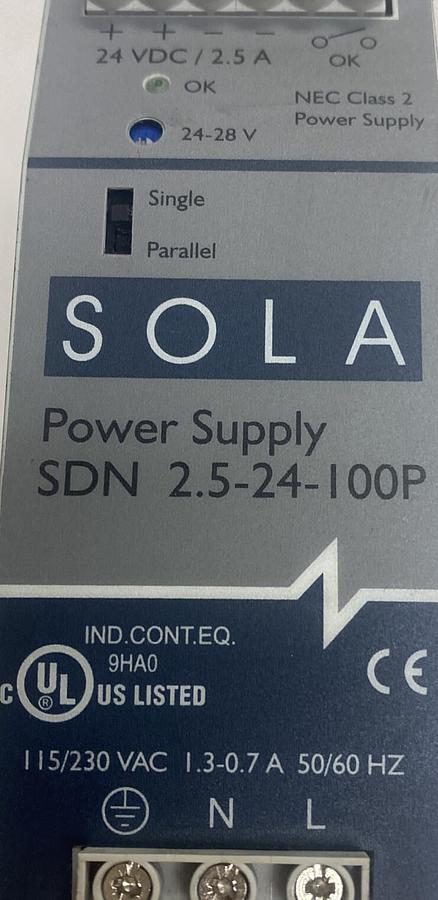 + + − −
24 VDC / 2.5 A
OK
OK
NEC Class 2
Power Supply
24-28 V
Single
Parallel
SOLA
Power Supply
SDN 2.5-24-100P
IND.CONT.EQ.
9HA0
C UL US LISTED
®
CE
115/230 VAC 1.3-0.7 A 50/60 HZ
N L